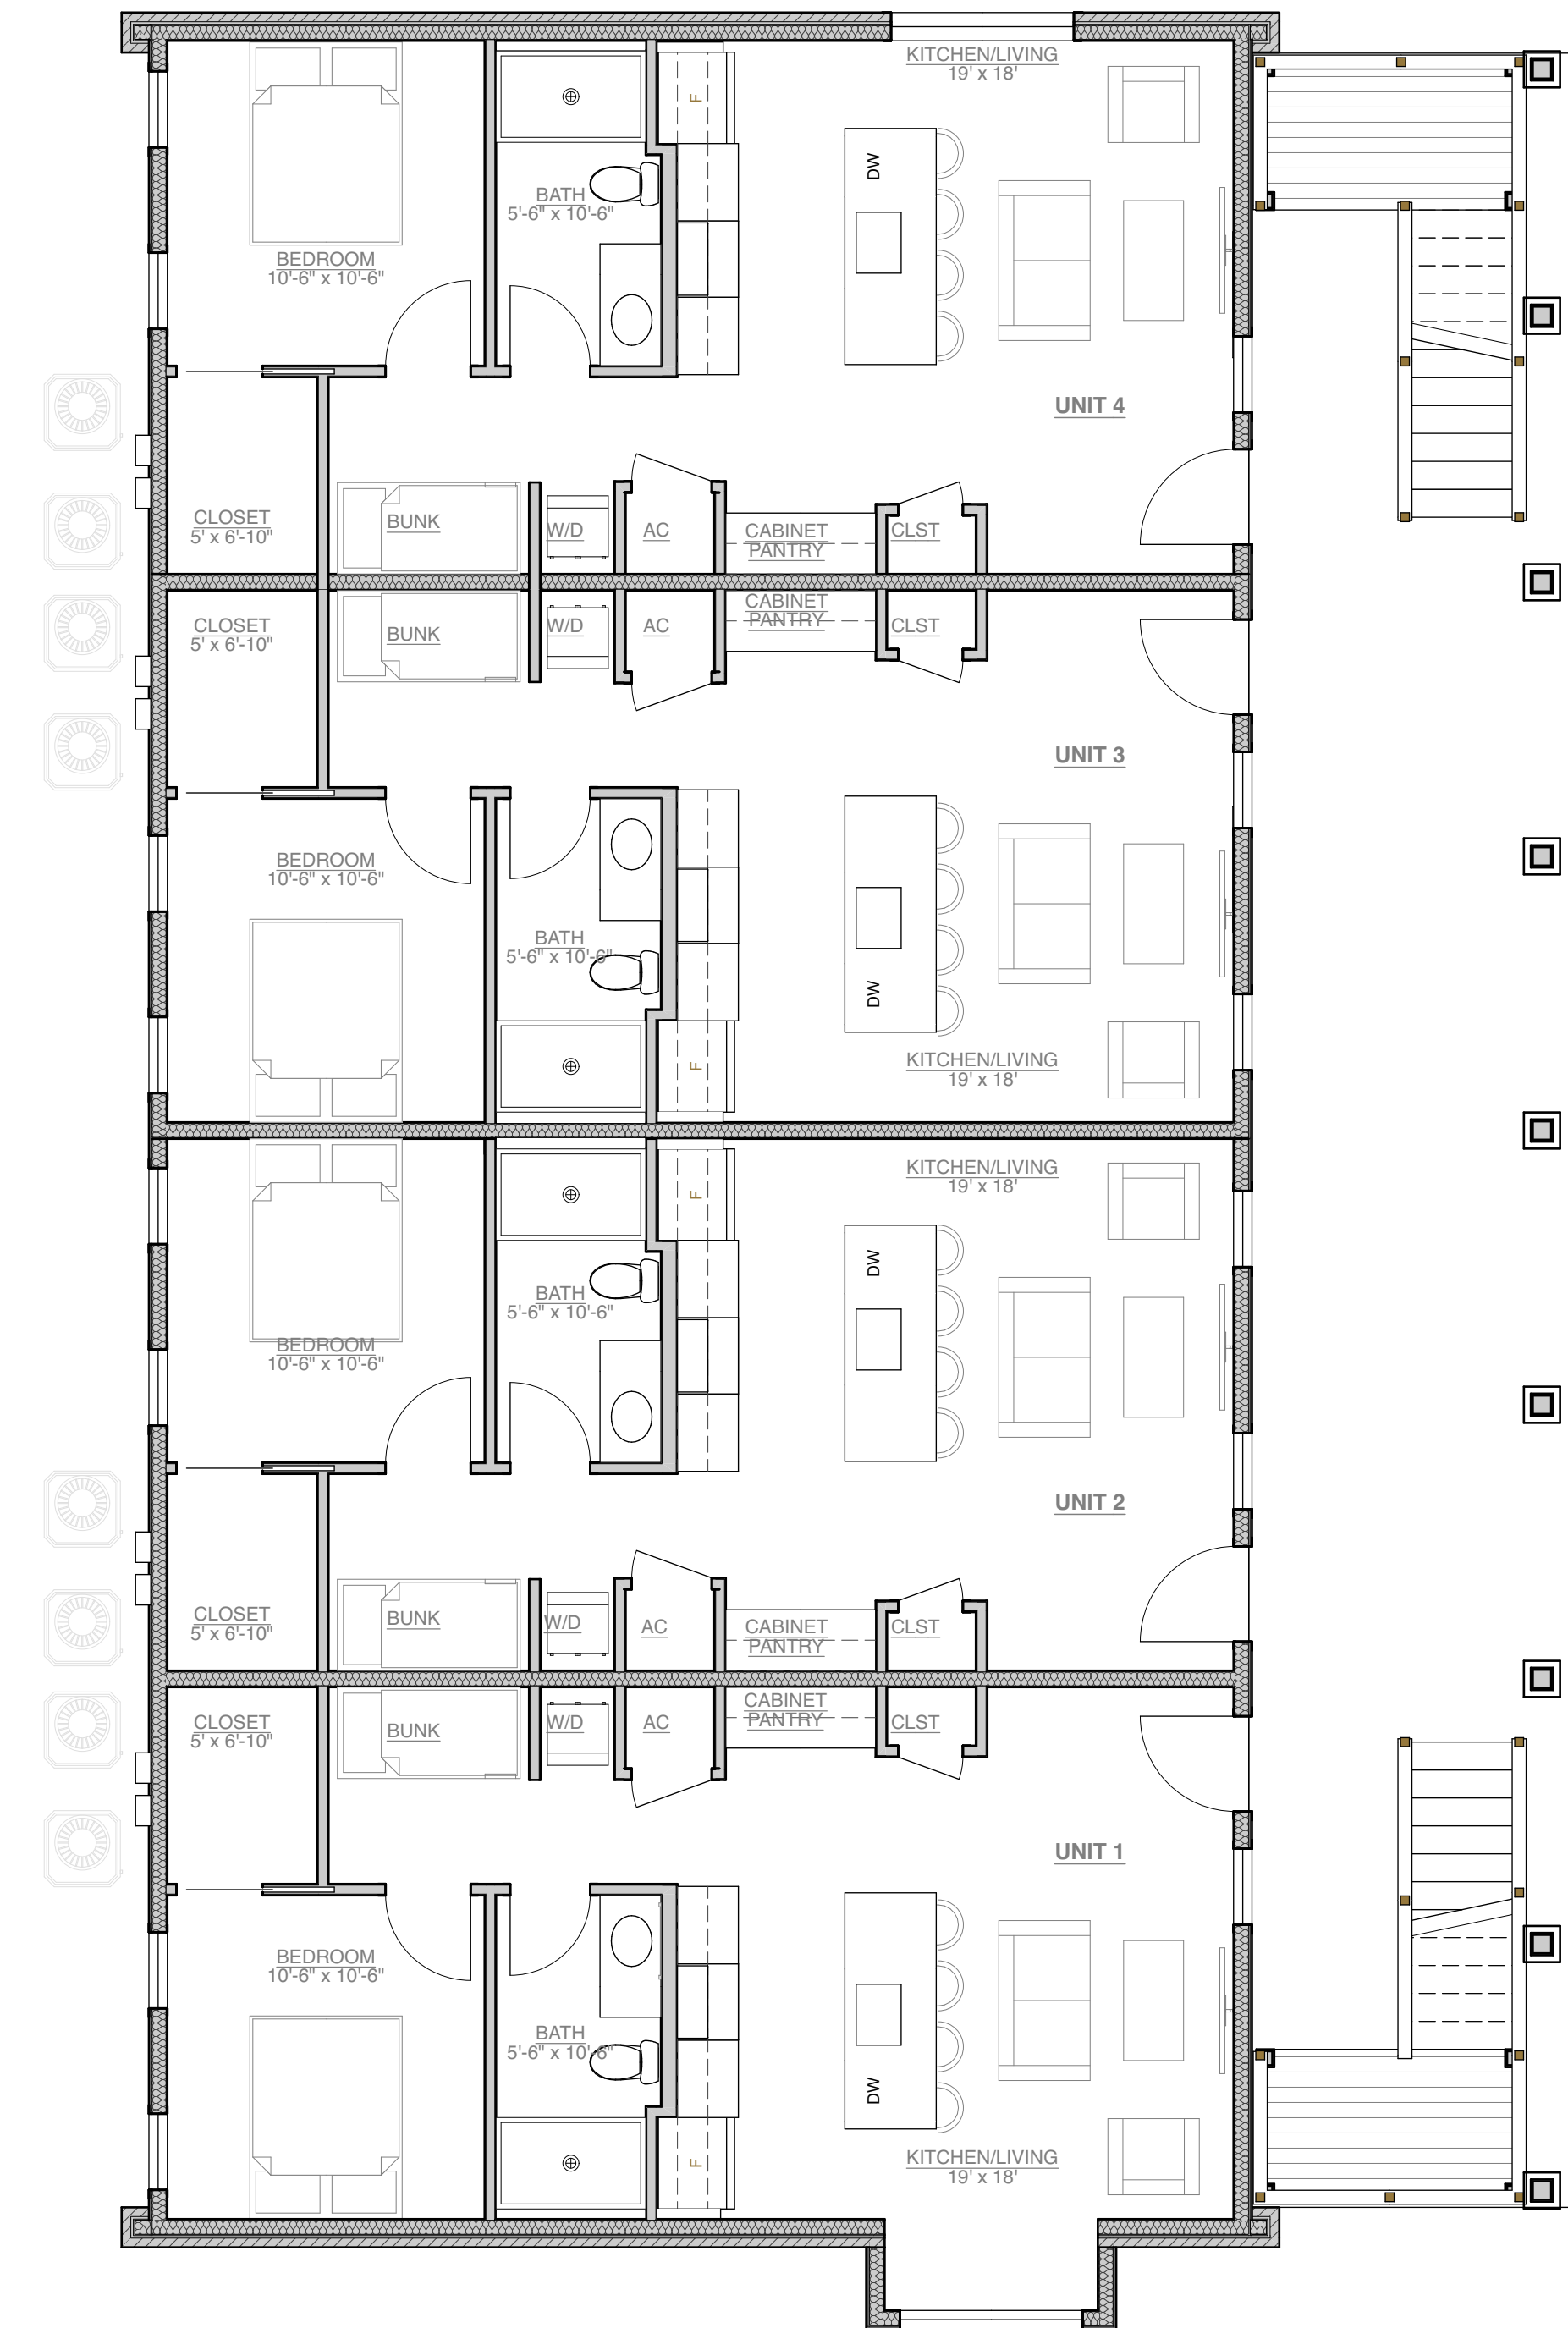 KITCHEN/LIVING
19' x 18'
F
DW
BATH
5'-6" x 10'-6"
BEDROOM
10'-6" x 10'-6"
UNIT 4
CLOSET
5' x 6'-10"
BUNK
W/D
AC
CABINET
PANTRY
CLST
CLOSET
5' x 6'-10"
BUNK
W/D
AC
CABINET
PANTRY
CLST
UNIT 3
BEDROOM
10'-6" x 10'-6"
BATH
5'-6" x 10'-6"
DW
F
KITCHEN/LIVING
19' x 18'
KITCHEN/LIVING
19' x 18'
F
DW
BATH
5'-6" x 10'-6"
BEDROOM
10'-6" x 10'-6"
UNIT 2
CLOSET
5' x 6'-10"
BUNK
W/D
AC
CABINET
PANTRY
CLST
CLOSET
5' x 6'-10"
BUNK
W/D
AC
CABINET
PANTRY
CLST
UNIT 1
BEDROOM
10'-6" x 10'-6"
BATH
5'-6" x 10'-6"
DW
F
KITCHEN/LIVING
19' x 18'